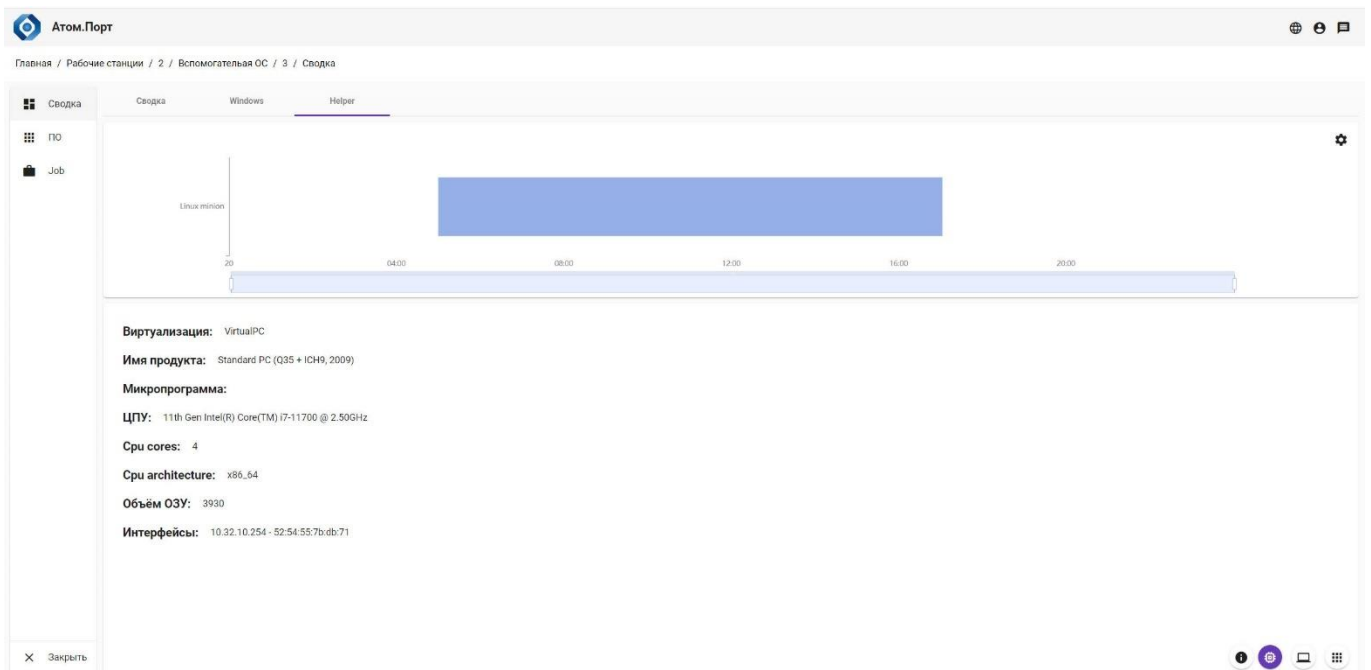 Атом.Порт
Главная / Рабочие станции / 2 / Вспомогательая ОС / 3 / Сводка
Сводка
ПО
Job
Сводка Windows Helper
Linux minion
20 04:00 08:00 12:00 16:00 20:00
Виртуализация: VirtualPC
Имя продукта: Standard PC (Q35 + ICH9, 2009)
Микропрограмма:
ЦПУ: 11th Gen Intel(R) Core(TM) i7-11700 @ 2.50GHz
Cpu cores: 4
Cpu architecture: x86_64
Объём ОЗУ: 3930
Интерфейсы: 10.32.10.254 - 52:54:55:7b:db:71
Закрыть